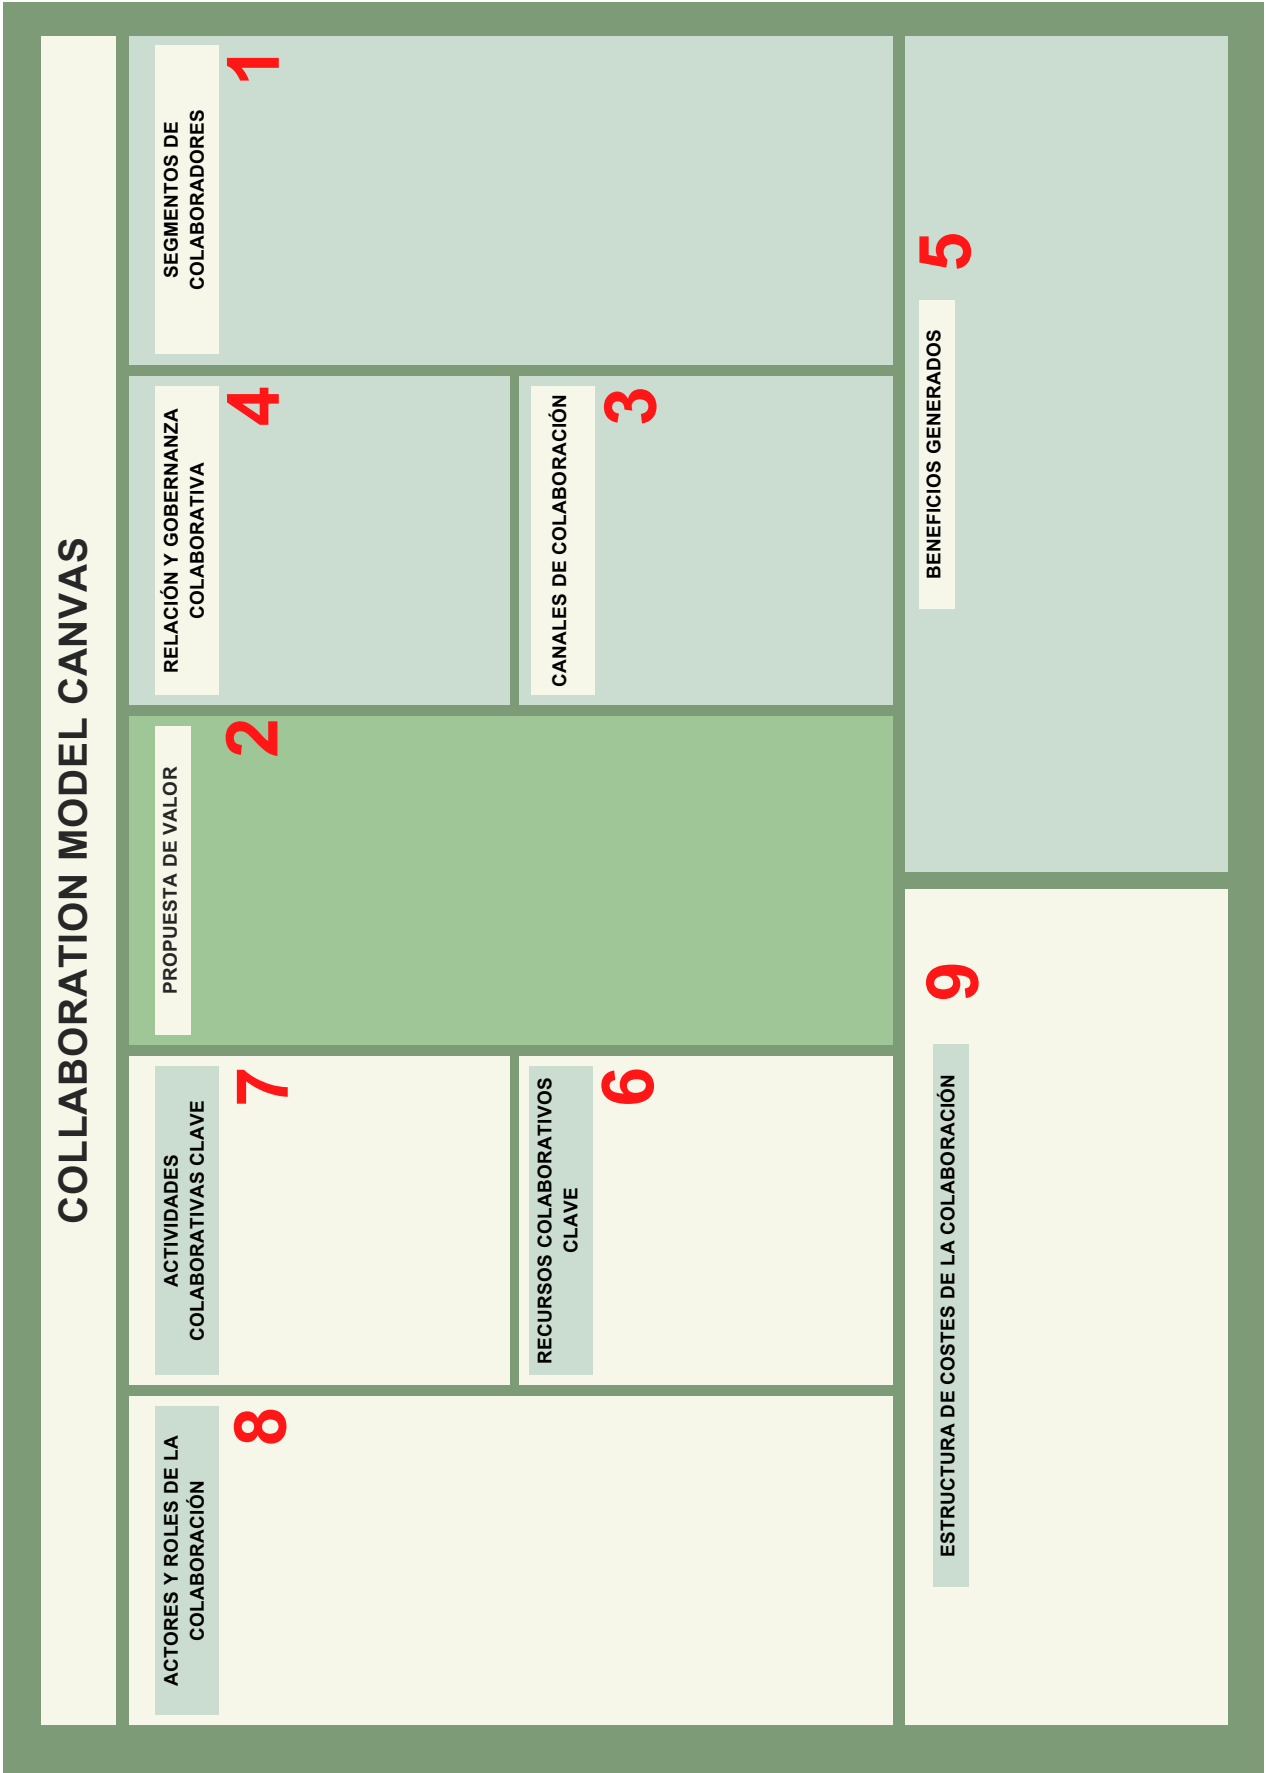 COLLABORATION MODEL CANVAS
ACTORES Y ROLES DE LA
COLABORACIÓN
8
ACTIVIDADES
COLABORATIVAS CLAVE
7
RECURSOS COLABORATIVOS
CLAVE
6
PROPUESTA DE VALOR
2
RELACIÓN Y GOBERNANZA
COLABORATIVA
4
CANALES DE COLABORACIÓN
3
SEGMENTOS DE
COLABORADORES
1
ESTRUCTURA DE COSTES DE LA COLABORACIÓN
9
BENEFICIOS GENERADOS
5